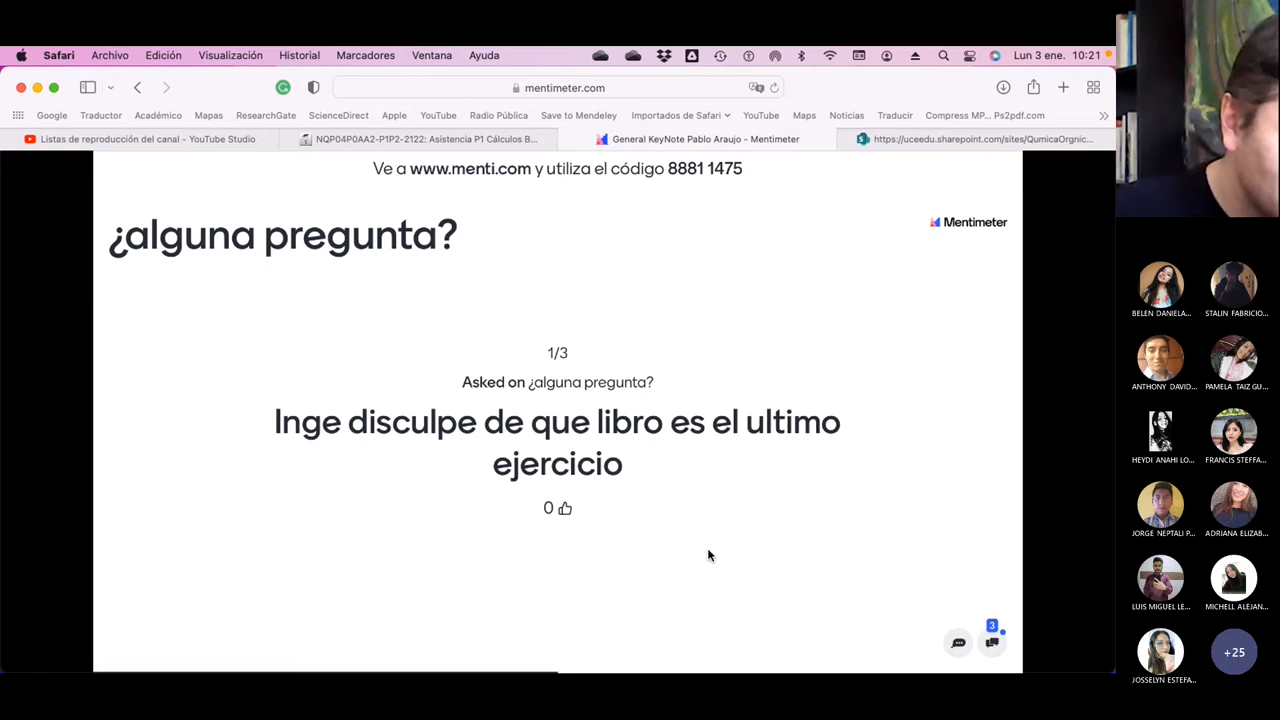 Safari Archivo Edición Visualización Historial Marcadores Ventana Ayuda Lun 3 ene. 10:21
mentimeter.com
Google Traductor Académico Mapas ResearchGate ScienceDirect Apple YouTube Radio Pública Save to Mendeley Importados de Safari YouTube Maps Noticias Traducir Compress MP... Ps2pdf.com
Listas de reproducción del canal - YouTube Studio NQP04P0AA2-P1P2-2122: Asistencia P1 Cálculos B... General KeyNote Pablo Araujo - Mentimeter https://uceedu.sharepoint.com/sites/QumicaOrgnic...
Ve a www.menti.com y utiliza el código 8881 1475
¿alguna pregunta?
Mentimeter
1/3
Asked on ¿alguna pregunta?
Inge disculpe de que libro es el ultimo
ejercicio
0
3
BELEN DANIELA... STALIN FABRICIO...
ANTHONY DAVID... PAMELA TAIZ GU...
HEYDI ANAHI LO... FRANCIS STEFFA...
JORGE NEPTALI P... ADRIANA ELIZAB...
LUIS MIGUEL LE... MICHELL ALEJAN...
JOSSELYN ESTEFA... +25